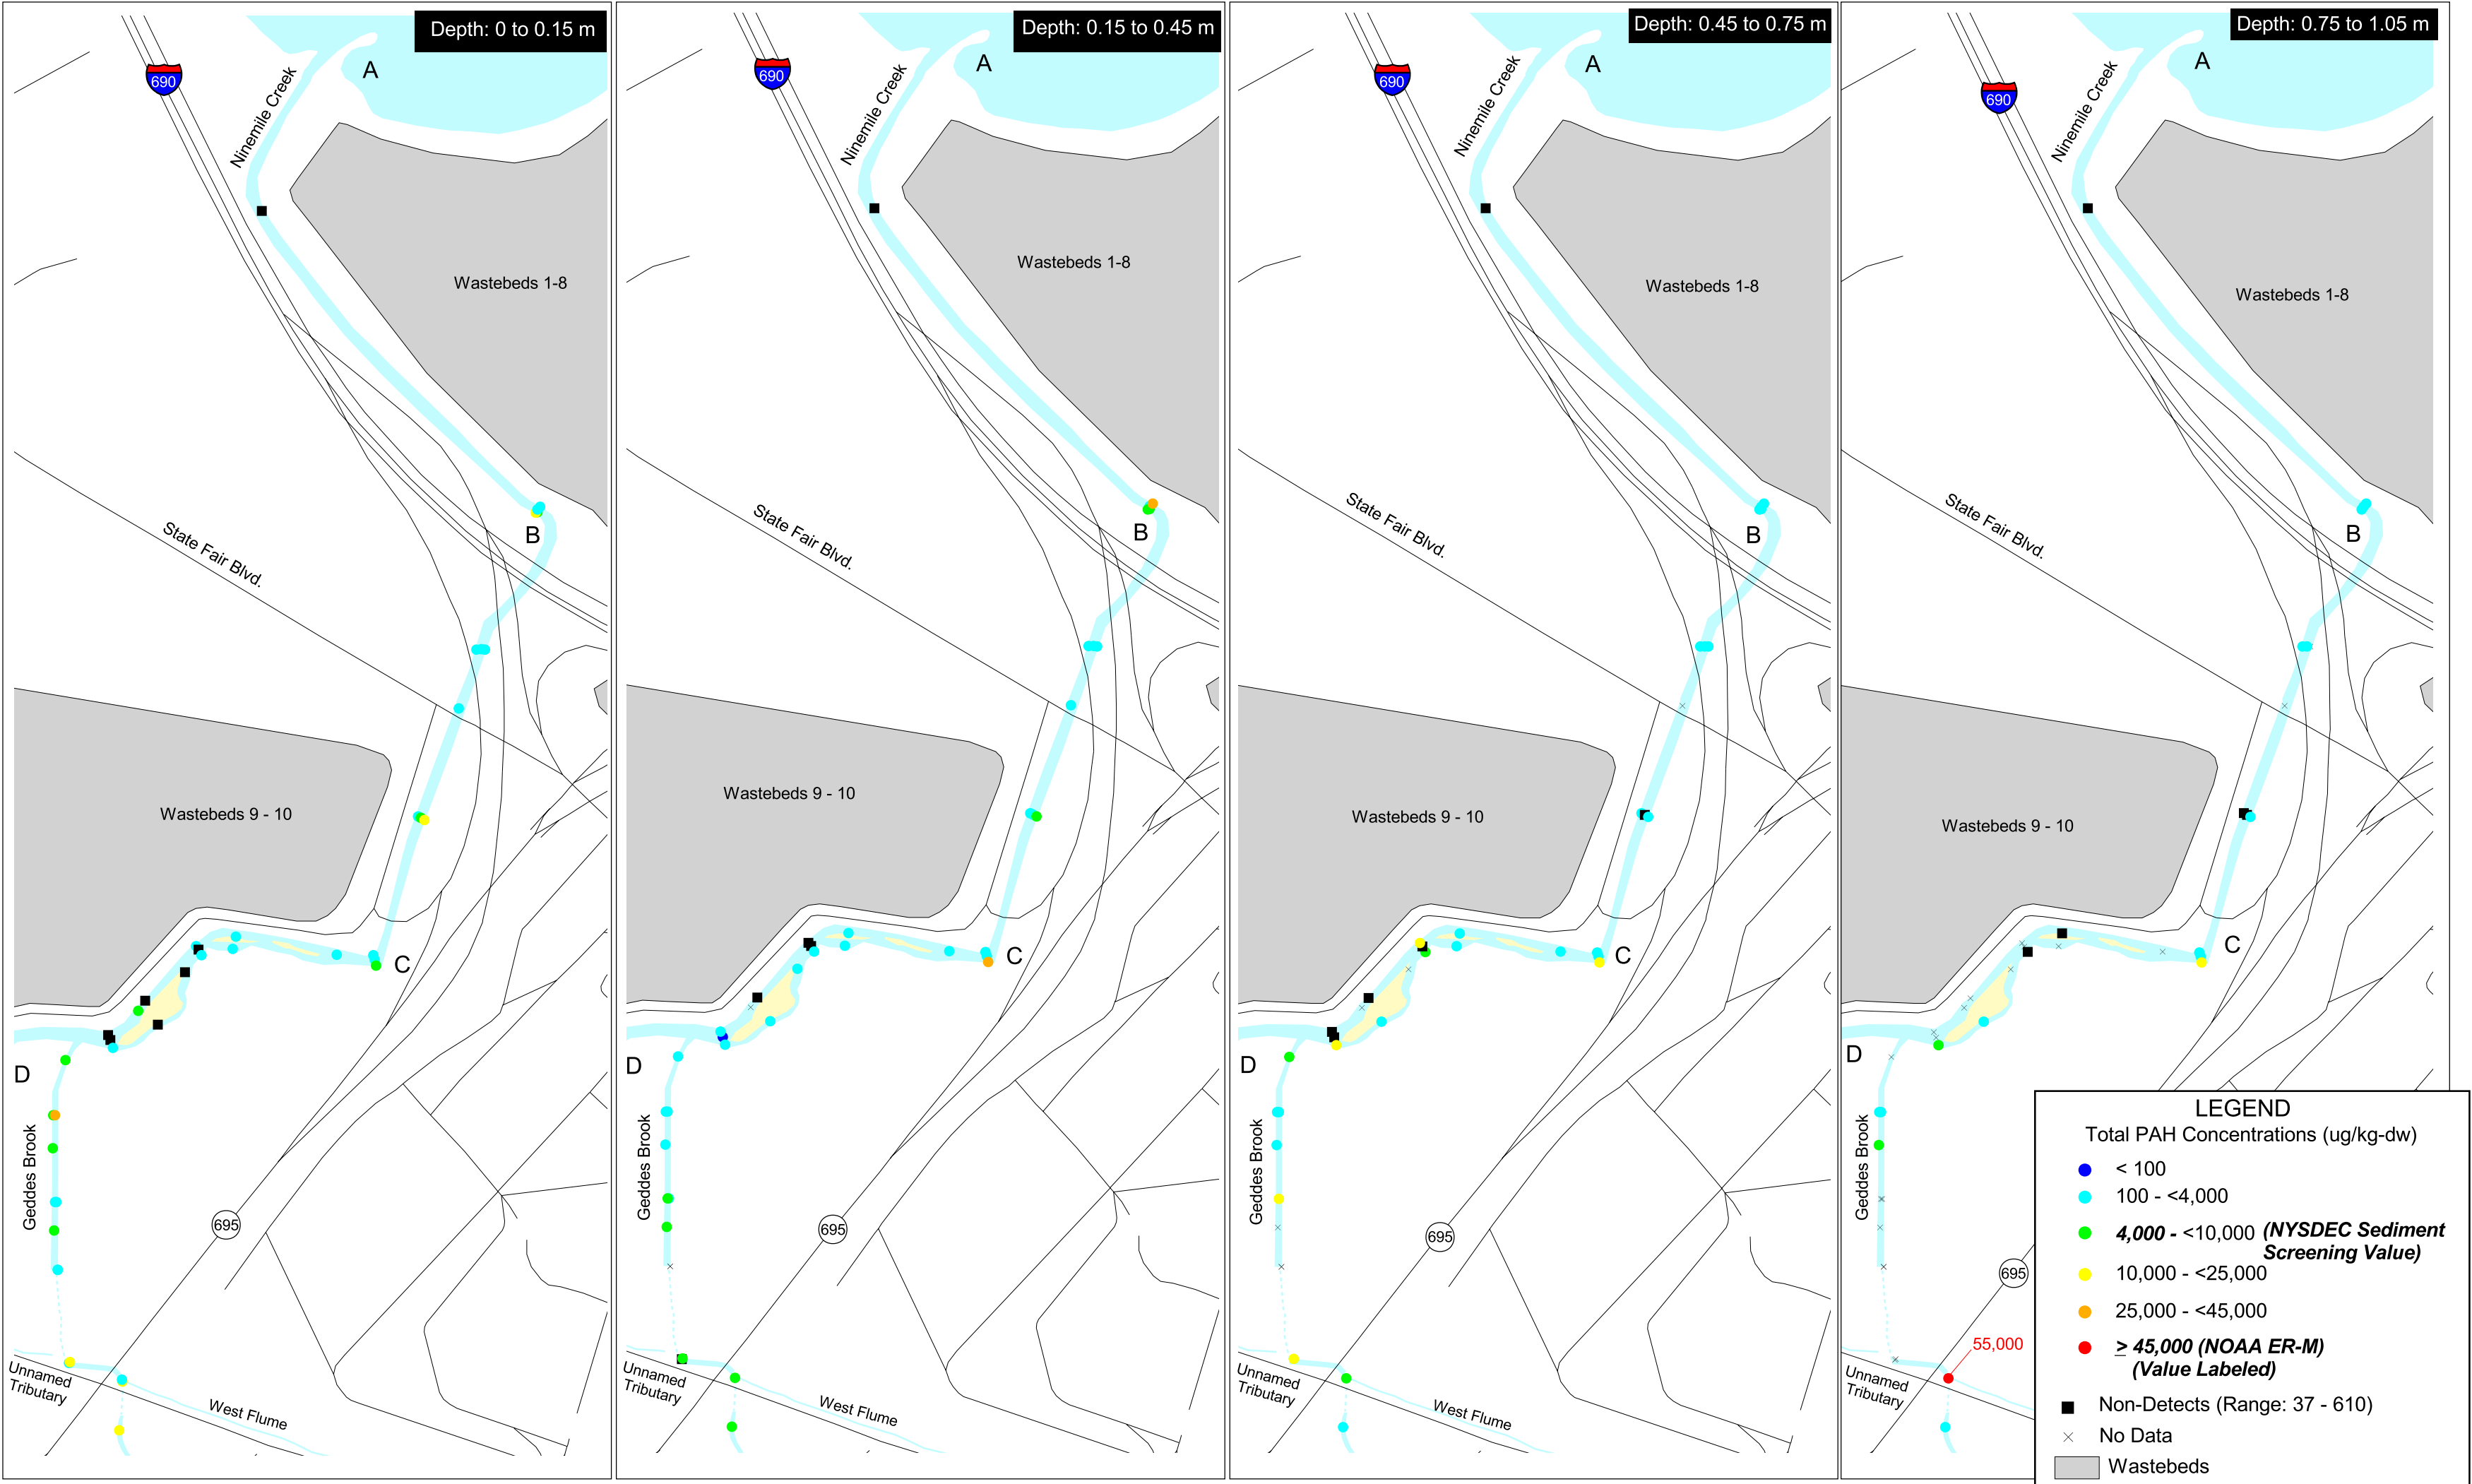 Depth: 0 to 0.15 m
A
690
Ninemile Creek
Wastebeds 1-8
B
State Fair Blvd.
Wastebeds 9 - 10
C
D
Geddes Brook
695
Unnamed
Tributary
West Flume
Depth: 0.15 to 0.45 m
A
690
Ninemile Creek
Wastebeds 1-8
B
State Fair Blvd.
Wastebeds 9 - 10
C
D
Geddes Brook
695
Unnamed
Tributary
West Flume
Depth: 0.45 to 0.75 m
A
690
Ninemile Creek
Wastebeds 1-8
B
State Fair Blvd.
Wastebeds 9 - 10
C
D
Geddes Brook
695
Unnamed
Tributary
West Flume
Depth: 0.75 to 1.05 m
A
690
Ninemile Creek
Wastebeds 1-8
B
State Fair Blvd.
Wastebeds 9 - 10
C
D
Geddes Brook
695
55,000
Unnamed
Tributary
LEGEND
Total PAH Concentrations (ug/kg-dw)
< 100
100 - <4,000
4,000 - <10,000 (NYSDEC Sediment
Screening Value)
10,000 - <25,000
25,000 - <45,000
≥ 45,000 (NOAA ER-M)
(Value Labeled)
Non-Detects (Range: 37 - 610)
No Data
Wastebeds